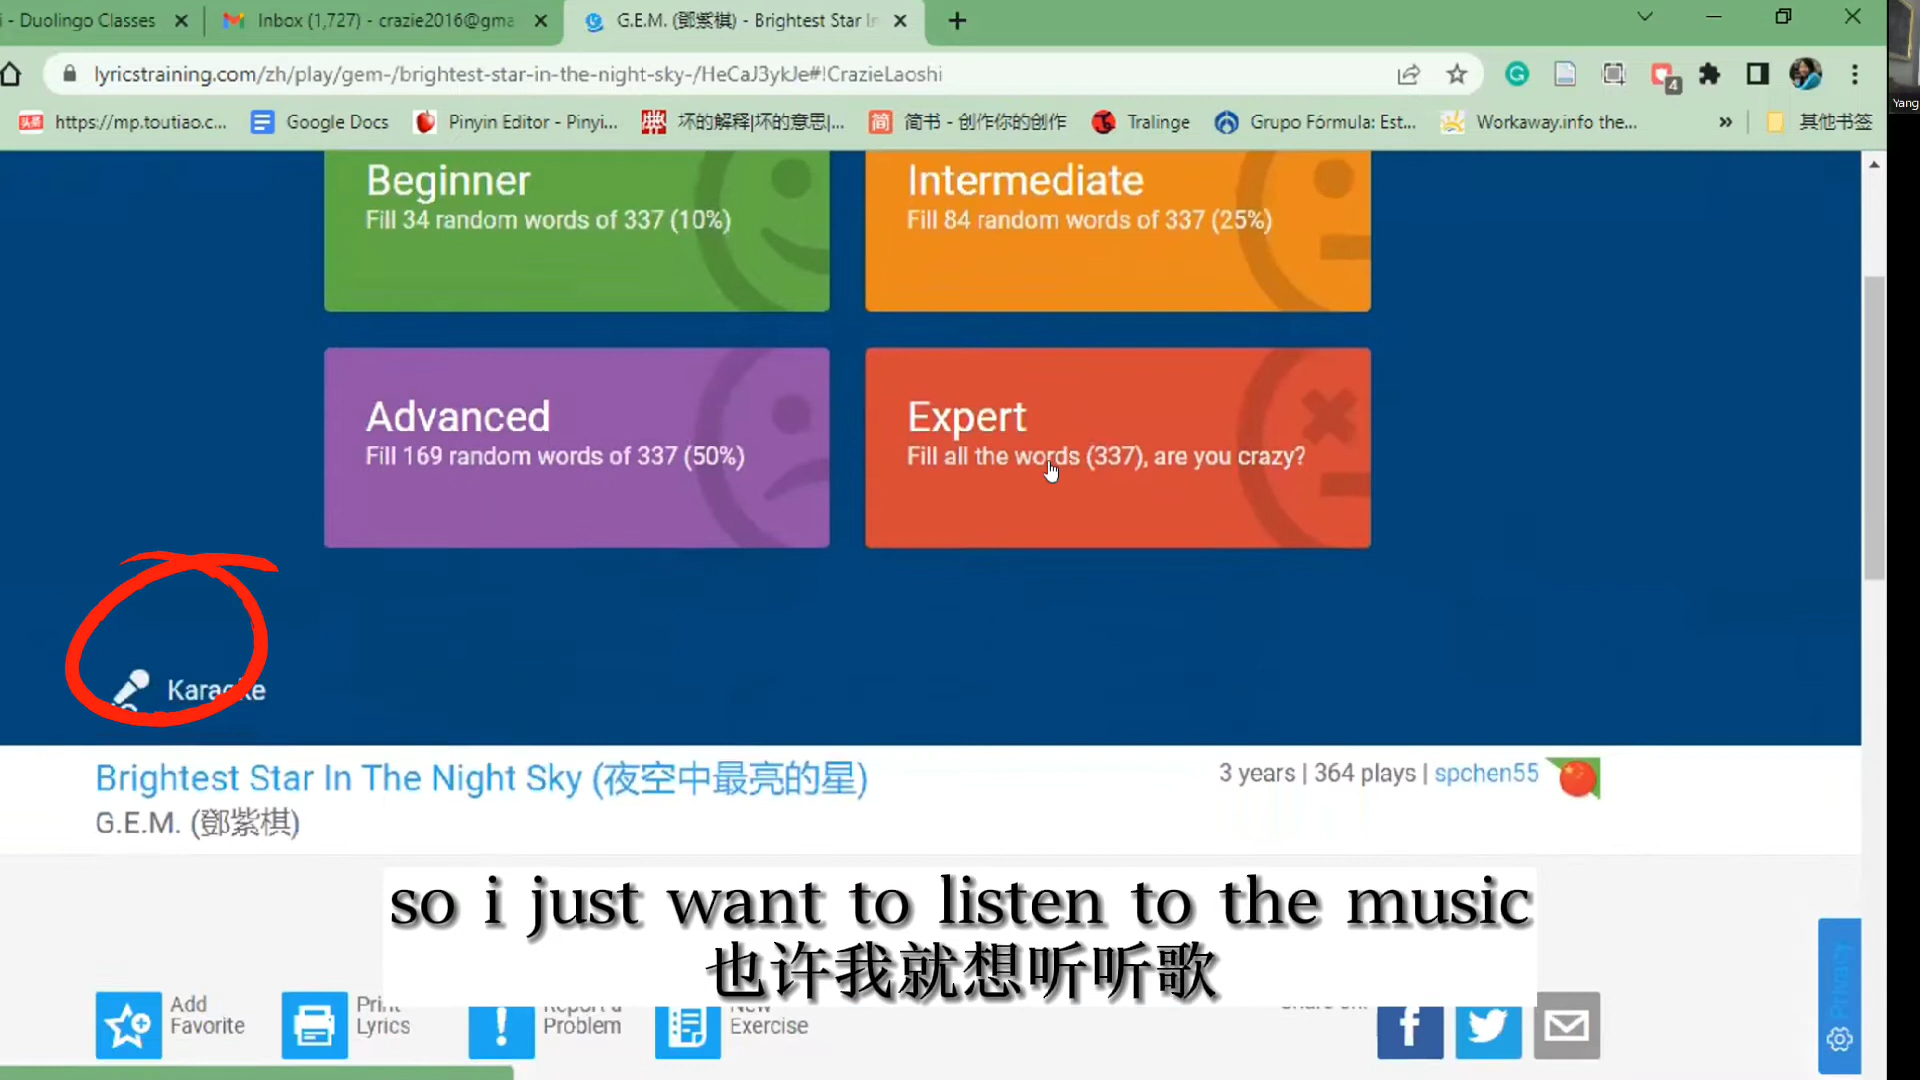 i - Duolingo Classes
Inbox (1,727) - crazie2016@gma
G.E.M. (鄧紫棋) - Brightest Star In
lyricstraining.com/zh/play/gem-/brightest-star-in-the-night-sky-/HeCaJ3ykJe#!CrazieLaoshi
4
Yang
https://mp.toutiao.c...
Google Docs
Pinyin Editor - Pinyi...
坏的解释|坏的意思|...
简书 - 创作你的创作
Tralinge
Grupo Fórmula: Est...
Workaway.info the...
»
其他书签
Beginner
Fill 34 random words of 337 (10%)
Intermediate
Fill 84 random words of 337 (25%)
Advanced
Fill 169 random words of 337 (50%)
Expert
Fill all the words (337), are you crazy?
Karaoke
Brightest Star In The Night Sky (夜空中最亮的星)
3 years | 364 plays | spchen55
G.E.M. (鄧紫棋)
so i just want to listen to the music
也许我就想听听歌
Add
Favorite
Print
Lyrics
Report a
Problem
New
Exercise
Privacy